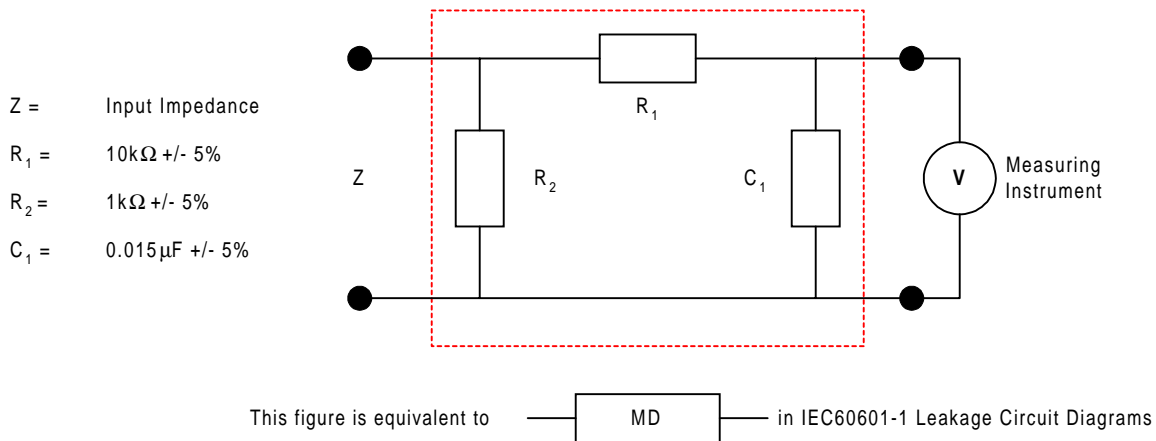 Z = Input Impedance
R₁ = 10kΩ +/- 5%
R₂ = 1kΩ +/- 5%
C₁ = 0.015µF +/- 5%
Z
R₁
R₂
C₁
V
Measuring
Instrument
This figure is equivalent to MD in IEC60601-1 Leakage Circuit Diagrams